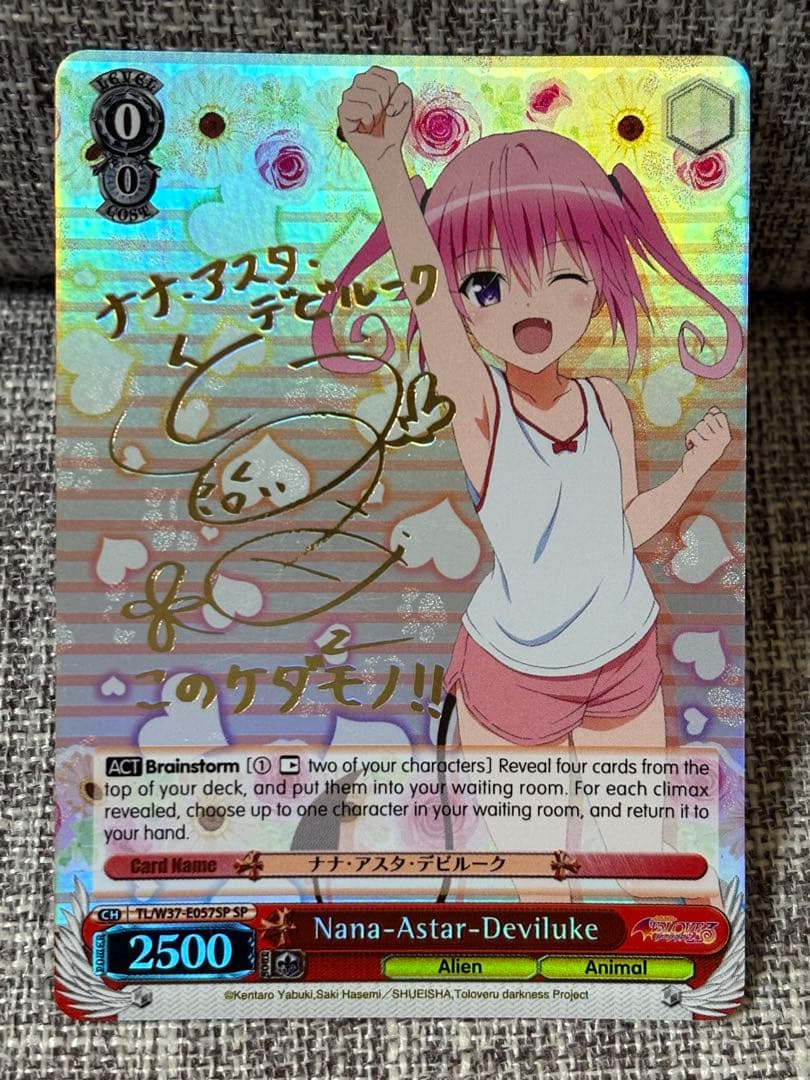 LEVEL
0
0
COST
ナナ・アスタ・
デビルーク
このケダモノ!!
ACT Brainstorm [① two of your characters] Reveal four cards from the
top of your deck, and put them into your waiting room. For each climax
revealed, choose up to one character in your waiting room, and return it to
your hand.
Card Name ナナ・アスタ・デビルーク
CH TL/W37-E057SP SP
POWER 2500 SOUL Nana-Astar-Deviluke
Alien Animal
©Kentaro Yabuki,Saki Hasemi/SHUEISHA,Toloveru darkness Project